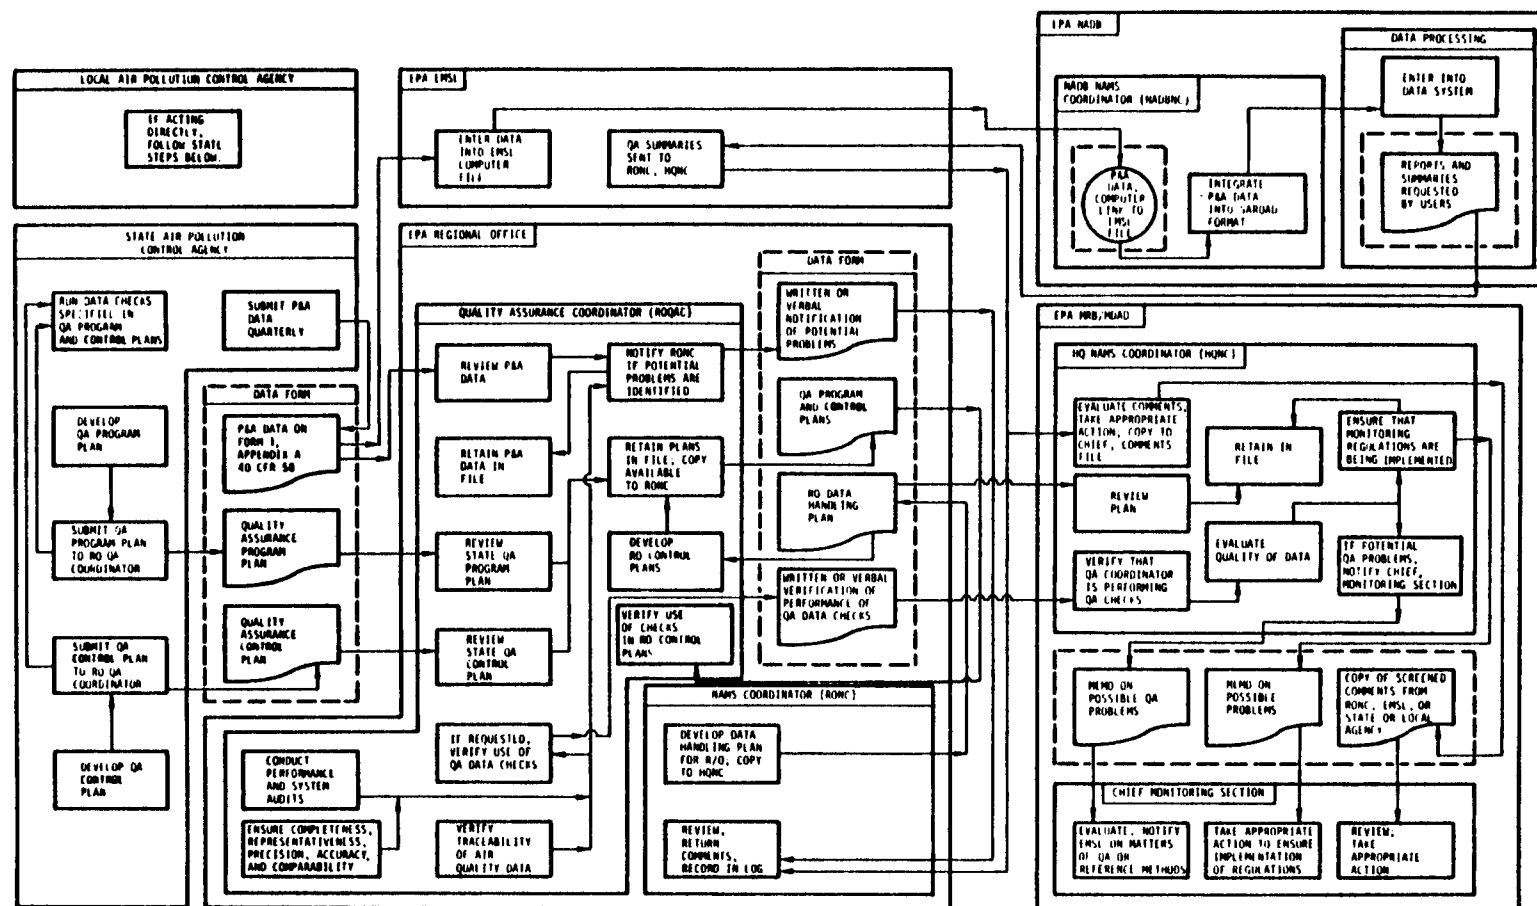 LOCAL AIR POLLUTION CONTROL AGENCY
IF ACTING
DIRECTLY,
FOLLOW STATE
STEPS BELOW.
STATE AIR POLLUTION
CONTROL AGENCY
RUN DATA CHECKS
SPECIFIED IN
QA PROGRAM
AND CONTROL PLANS
SUBMIT P&A
DATA
QUARTERLY
DEVELOP
QA PROGRAM
PLAN
SUBMIT QA
PROGRAM PLAN
TO RO QA
COORDINATOR
SUBMIT QA
CONTROL PLAN
TO RO QA
COORDINATOR
DEVELOP QA
CONTROL
PLAN
DATA FORM
P&A DATA ON
FORM 1,
APPENDIX A
40 CFR 58
QUALITY
ASSURANCE
PROGRAM
PLAN
QUALITY
ASSURANCE
CONTROL
PLAN
EPA EMSL
ENTER DATA
INTO EMSL
COMPUTER
FILE
QA SUMMARIES
SENT TO
RONC, HQNC
EPA REGIONAL OFFICE
QUALITY ASSURANCE COORDINATOR (ROQAC)
REVIEW P&A
DATA
NOTIFY RONC
IF POTENTIAL
PROBLEMS ARE
IDENTIFIED
RETAIN P&A
DATA IN
FILE
RETAIN PLANS
IN FILE; COPY
AVAILABLE
TO RONC
REVIEW
STATE QA
PROGRAM
PLAN
DEVELOP
RO CONTROL
PLANS
REVIEW
STATE QA
CONTROL
PLAN
VERIFY USE
OF CHECKS
IN RO CONTROL
PLANS
IF REQUESTED,
VERIFY USE OF
QA DATA CHECKS
CONDUCT
PERFORMANCE
AND SYSTEM
AUDITS
ENSURE COMPLETENESS,
REPRESENTATIVENESS,
PRECISION, ACCURACY,
AND COMPARABILITY
VERIFY
TRACEABILITY
OF AIR
QUALITY DATA
DATA FORM
WRITTEN OR
VERBAL
NOTIFICATION
OF POTENTIAL
PROBLEMS
QA PROGRAM
AND CONTROL
PLANS
RO DATA
HANDLING
PLAN
WRITTEN OR VERBAL
VERIFICATION OF
PERFORMANCE OF
QA DATA CHECKS
NAMS COORDINATOR (RONC)
DEVELOP DATA
HANDLING PLAN
FOR R/O; COPY
TO HQNC
REVIEW,
RETURN
COMMENTS,
RECORD IN LOG
EPA NADB
NADB NAMS
COORDINATOR (NADBNC)
P&A
DATA,
COMPUTER
LINK TO
EMSL
FILE
INTEGRATE
P&A DATA
INTO SAROAD
FORMAT
DATA PROCESSING
ENTER INTO
DATA SYSTEM
REPORTS AND
SUMMARIES
REQUESTED
BY USERS
EPA MRB/MDAD
HQ NAMS COORDINATOR (HQNC)
EVALUATE COMMENTS,
TAKE APPROPRIATE
ACTION, COPY TO
CHIEF, COMMENTS
FILE
RETAIN IN
FILE
ENSURE THAT
MONITORING
REGULATIONS ARE
BEING IMPLEMENTED
REVIEW
PLAN
EVALUATE
QUALITY OF DATA
VERIFY THAT
QA COORDINATOR
IS PERFORMING
QA CHECKS
IF POTENTIAL
QA PROBLEMS,
NOTIFY CHIEF,
MONITORING SECTION
MEMO ON
POSSIBLE QA
PROBLEMS
MEMO ON
POSSIBLE
PROBLEMS
COPY OF SCREENED
COMMENTS FROM
RONC, EMSL, OR
STATE OR LOCAL
AGENCY
CHIEF MONITORING SECTION
EVALUATE, NOTIFY
EMSL ON MATTERS
OF QA OR
REFERENCE METHODS
TAKE APPROPRIATE
ACTION TO ENSURE
IMPLEMENTATION
OF REGULATIONS
REVIEW;
TAKE
APPROPRIATE
ACTION